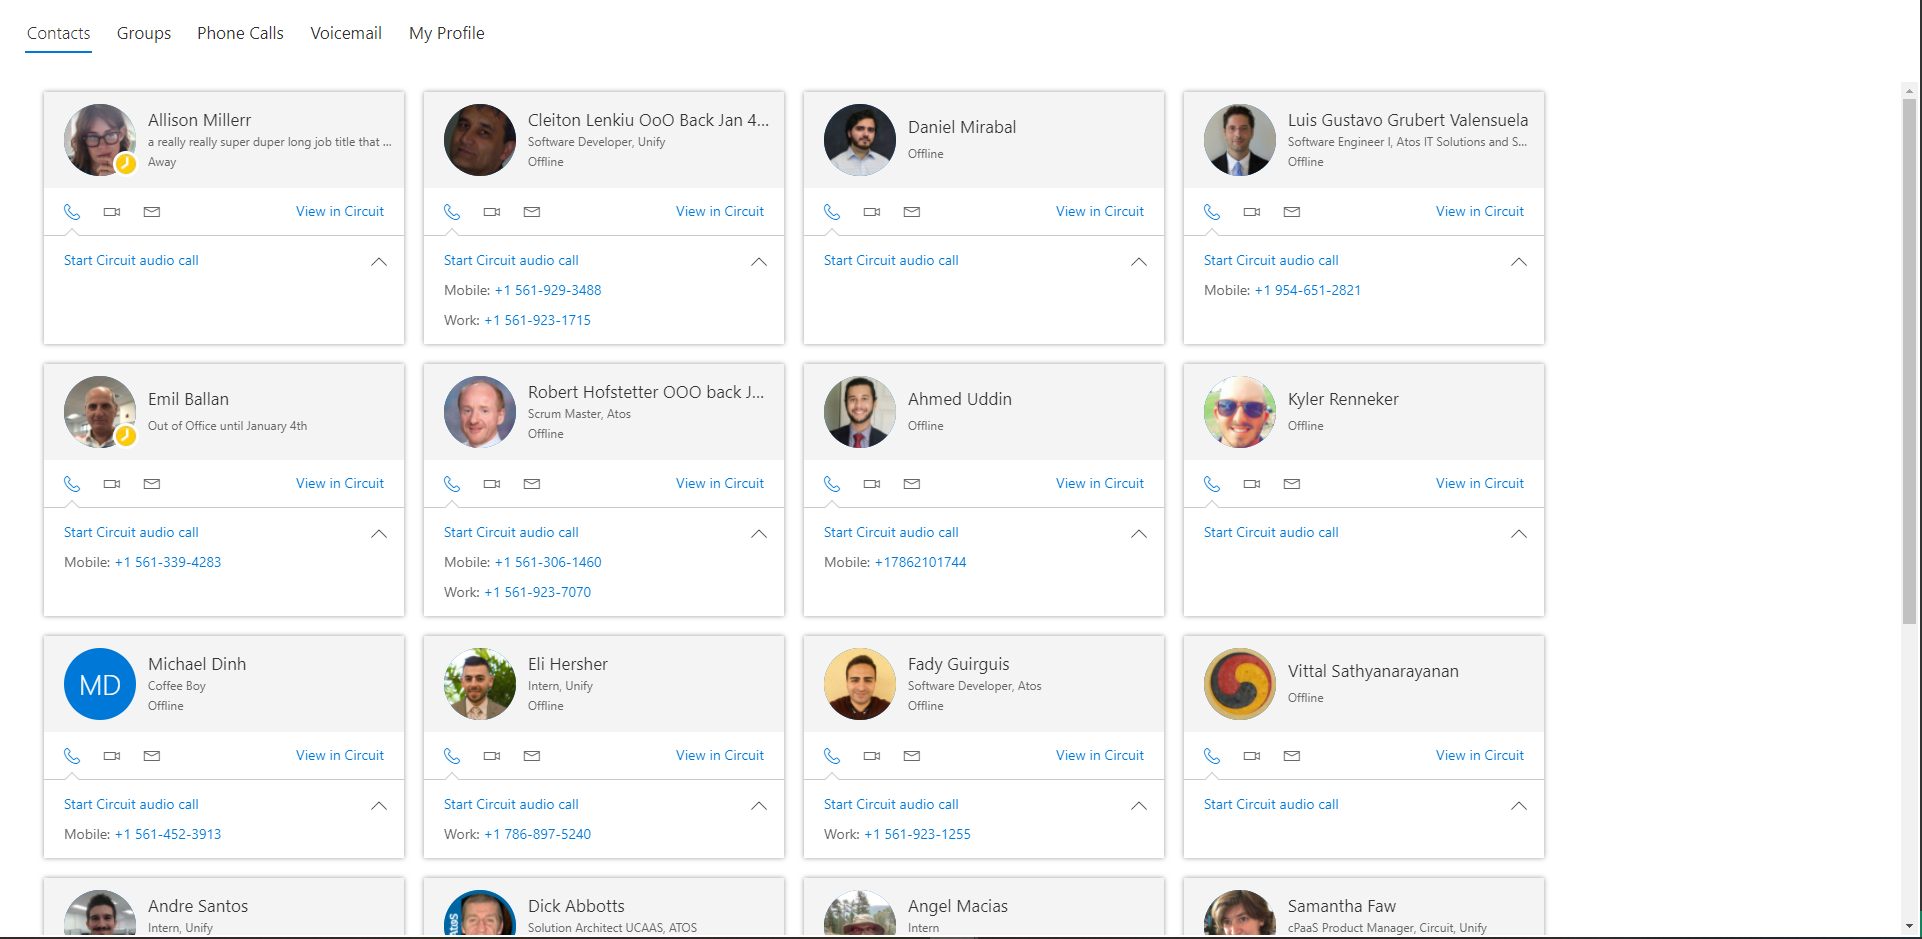 Contacts Groups Phone Calls Voicemail My Profile
Allison Millerr
a really really super duper long job title that ...
Away
View in Circuit
Start Circuit audio call
Cleiton Lenkiu OoO Back Jan 4...
Software Developer, Unify
Offline
View in Circuit
Start Circuit audio call
Mobile: +1 561-929-3488
Work: +1 561-923-1715
Daniel Mirabal
Offline
View in Circuit
Start Circuit audio call
Luis Gustavo Grubert Valensuela
Software Engineer I, Atos IT Solutions and S...
Offline
View in Circuit
Start Circuit audio call
Mobile: +1 954-651-2821
Emil Ballan
Out of Office until January 4th
View in Circuit
Start Circuit audio call
Mobile: +1 561-339-4283
Robert Hofstetter OOO back J...
Scrum Master, Atos
Offline
View in Circuit
Start Circuit audio call
Mobile: +1 561-306-1460
Work: +1 561-923-7070
Ahmed Uddin
Offline
View in Circuit
Start Circuit audio call
Mobile: +17862101744
Kyler Renneker
Offline
View in Circuit
Start Circuit audio call
MD
Michael Dinh
Coffee Boy
Offline
View in Circuit
Start Circuit audio call
Mobile: +1 561-452-3913
Eli Hersher
Intern, Unify
Offline
View in Circuit
Start Circuit audio call
Work: +1 786-897-5240
Fady Guirguis
Software Developer, Atos
Offline
View in Circuit
Start Circuit audio call
Work: +1 561-923-1255
Vittal Sathyanarayanan
Offline
View in Circuit
Start Circuit audio call
Andre Santos
Intern, Unify
Atos
Dick Abbotts
Solution Architect UCAAS, ATOS
Angel Macias
Intern
Samantha Faw
cPaaS Product Manager, Circuit, Unify